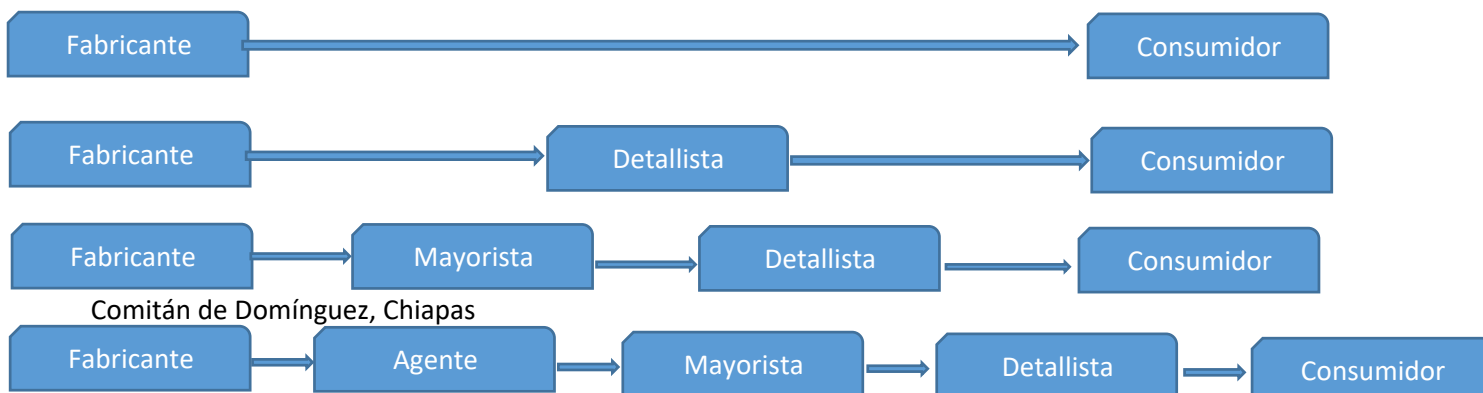 Fabricante Consumidor
Fabricante Detallista Consumidor
Fabricante Mayorista Detallista Consumidor
Comitán de Domínguez, Chiapas
Fabricante Agente Mayorista Detallista Consumidor